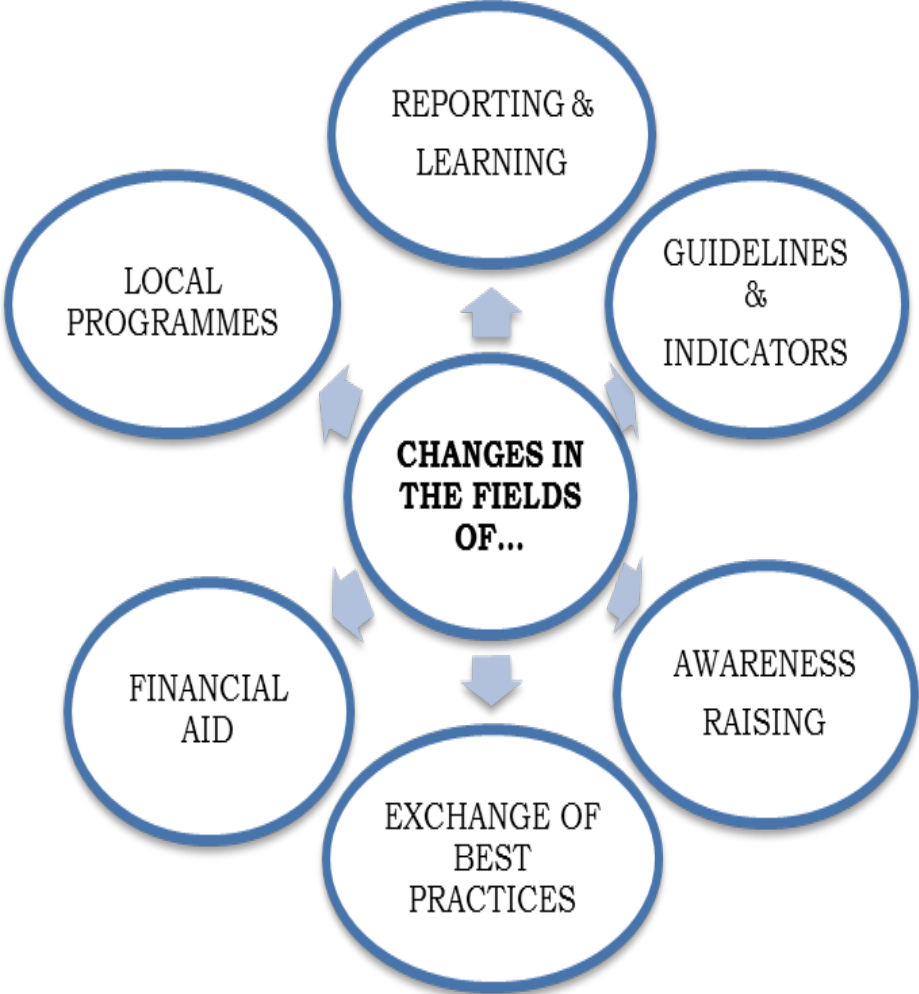 REPORTING &
LEARNING
GUIDELINES
&
INDICATORS
LOCAL
PROGRAMMES
CHANGES IN
THE FIELDS
OF...
AWARENESS
RAISING
FINANCIAL
AID
EXCHANGE OF
BEST
PRACTICES